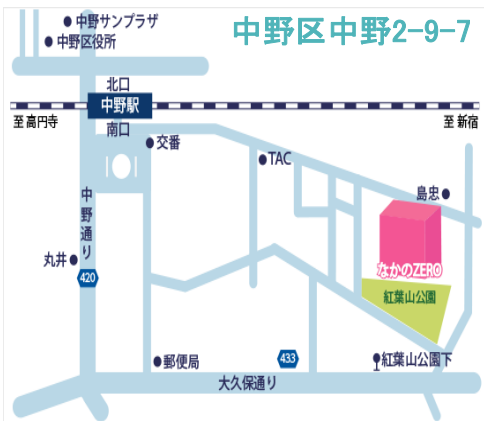 中野サンプラザ
中野区役所
中野区中野2-9-7
北口
中野駅
至高円寺
至新宿
南口
交番
TAC
島忠
中野通り
丸井
420
なかのZERO
紅葉山公園
郵便局
433
紅葉山公園下
大久保通り